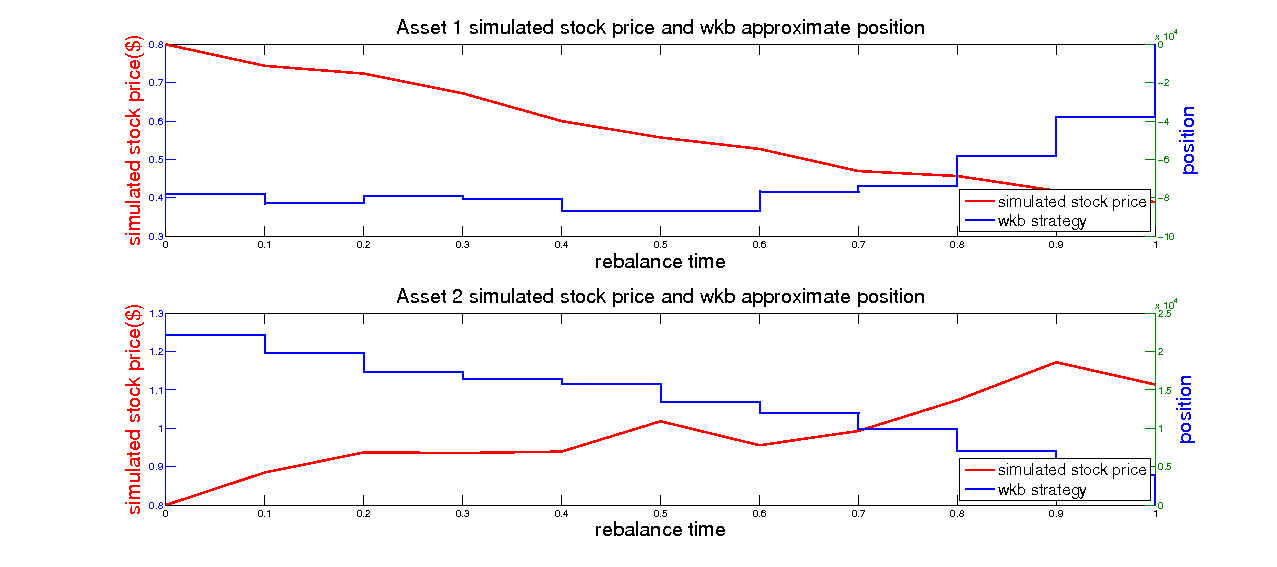 Asset 1 simulated stock price and wkb approximate position
x 10^4
simulated stock price($)
0.8
0.7
0.6
0.5
0.4
0.3
0
-2
-4
-6
-8
-10
position
simulated stock price
wkb strategy
0 0.1 0.2 0.3 0.4 0.5 0.6 0.7 0.8 0.9 1
rebalance time
Asset 2 simulated stock price and wkb approximate position
x 10^4
simulated stock price($)
1.3
1.2
1.1
1
0.9
0.8
2.5
2
1.5
1
0.5
0
position
simulated stock price
wkb strategy
0 0.1 0.2 0.3 0.4 0.5 0.6 0.7 0.8 0.9 1
rebalance time